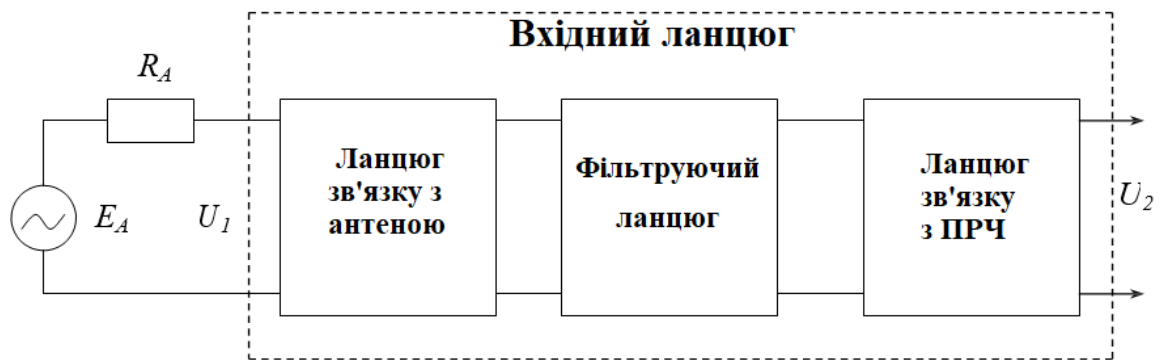 Вхідний ланцюг
R_A
E_A
U_1
Ланцюг
зв'язку з
антеною
Фільтруючий
ланцюг
Ланцюг
зв'язку
з ПРЧ
U_2